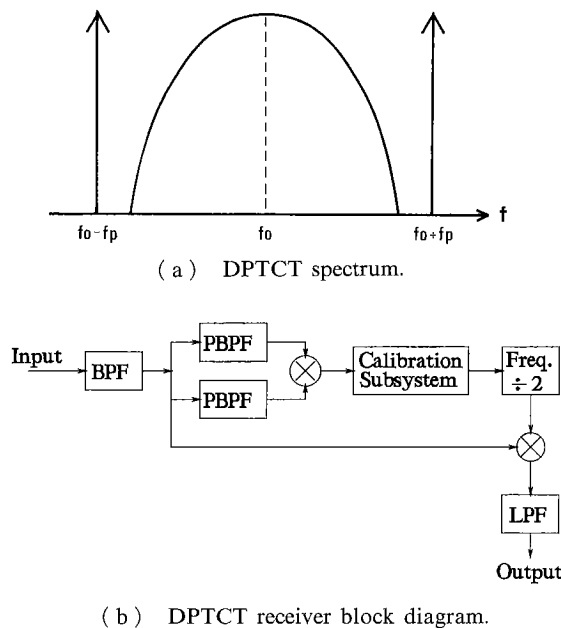 f
fo-fp
fo
fo+fp
( a ) DPTCT spectrum.
Input
BPF
PBPF
PBPF
Calibration
Subsystem
Freq.
÷2
LPF
Output
( b ) DPTCT receiver block diagram.